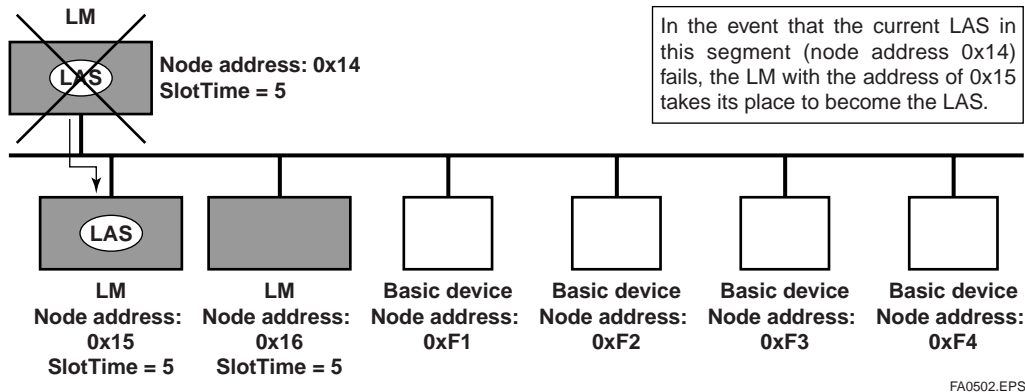 LM
LAS
Node address: 0x14
SlotTime = 5
In the event that the current LAS in
this segment (node address 0x14)
fails, the LM with the address of 0x15
takes its place to become the LAS.
LAS
LM
Node address:
0x15
SlotTime = 5
LM
Node address:
0x16
SlotTime = 5
Basic device
Node address:
0xF1
Basic device
Node address:
0xF2
Basic device
Node address:
0xF3
Basic device
Node address:
0xF4
FA0502.EPS